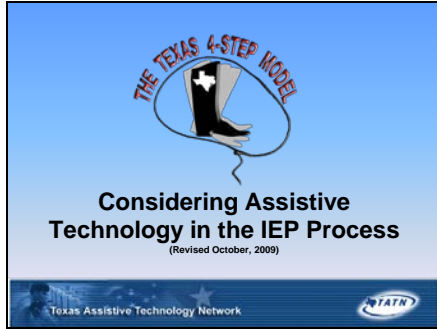 THE TEXAS 4-STEP MODEL
Considering Assistive
Technology in the IEP Process
(Revised October, 2009)
Texas Assistive Technology Network
TATN